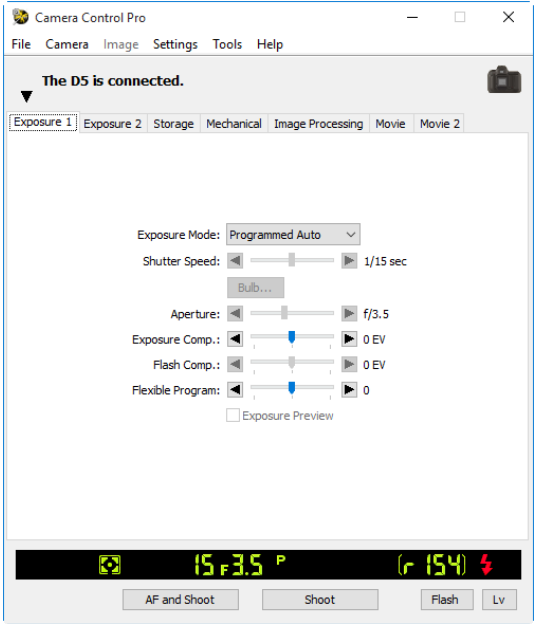 Camera Control Pro
File Camera Image Settings Tools Help
The D5 is connected.
Exposure 1 Exposure 2 Storage Mechanical Image Processing Movie Movie 2
Exposure Mode: Programmed Auto
Shutter Speed: 1/15 sec
Bulb...
Aperture: f/3.5
Exposure Comp.: 0 EV
Flash Comp.: 0 EV
Flexible Program: 0
Exposure Preview
15 F3.5 P (r 154)
AF and Shoot Shoot Flash Lv